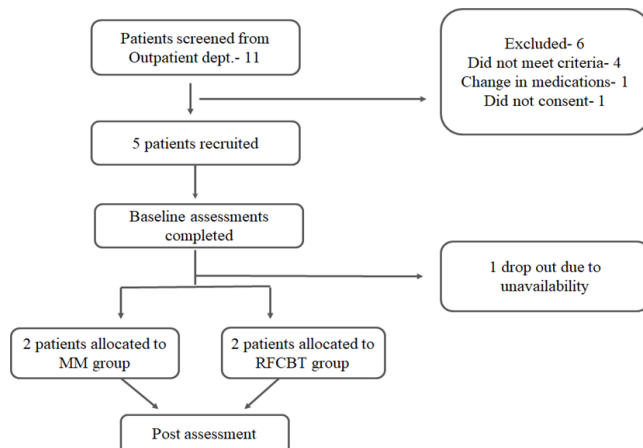 Patients screened from
Outpatient dept.- 11
Excluded- 6
Did not meet criteria- 4
Change in medications- 1
Did not consent- 1
5 patients recruited
Baseline assessments
completed
1 drop out due to
unavailability
2 patients allocated to
MM group
2 patients allocated to
RFCBT group
Post assessment